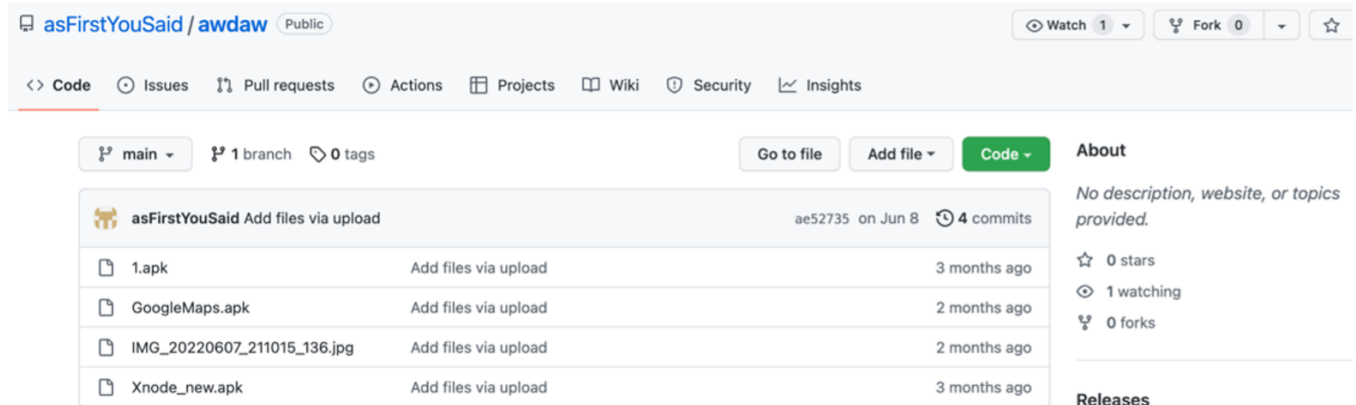 asFirstYouSaid / awdaw Public Watch 1 Fork 0
Code Issues Pull requests Actions Projects Wiki Security Insights
main 1 branch 0 tags Go to file Add file Code
asFirstYouSaid Add files via upload ae52735 on Jun 8 4 commits
1.apk Add files via upload 3 months ago
GoogleMaps.apk Add files via upload 2 months ago
IMG_20220607_211015_136.jpg Add files via upload 2 months ago
Xnode_new.apk Add files via upload 3 months ago
About
No description, website, or topics
provided.
0 stars
1 watching
0 forks
Releases